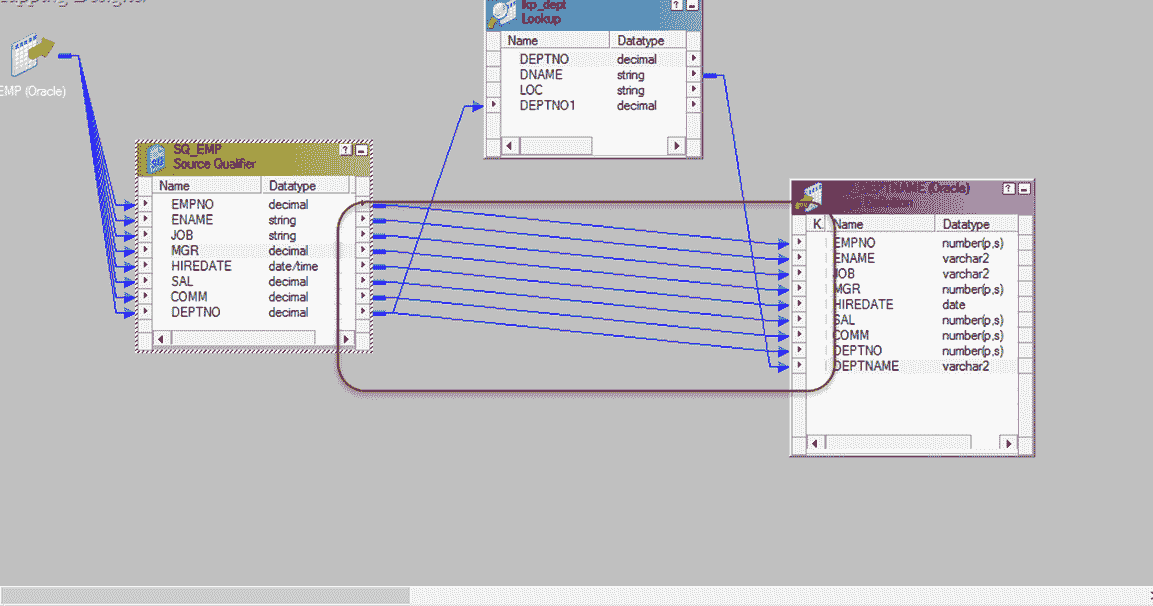 Mapping Designer
lkp_dept
Lookup
Name Datatype
DEPTNO decimal
DNAME string
LOC string
DEPTNO1 decimal
EMP (Oracle)
SQ_EMP
Source Qualifier
Name Datatype
EMPNO decimal
ENAME string
JOB string
MGR decimal
HIREDATE date/time
SAL decimal
COMM decimal
DEPTNO decimal
(Oracle)
K. Name Datatype
EMPNO number(p,s)
ENAME varchar2
JOB varchar2
MGR number(p,s)
HIREDATE date
SAL number(p,s)
COMM number(p,s)
DEPTNO number(p,s)
DEPTNAME varchar2